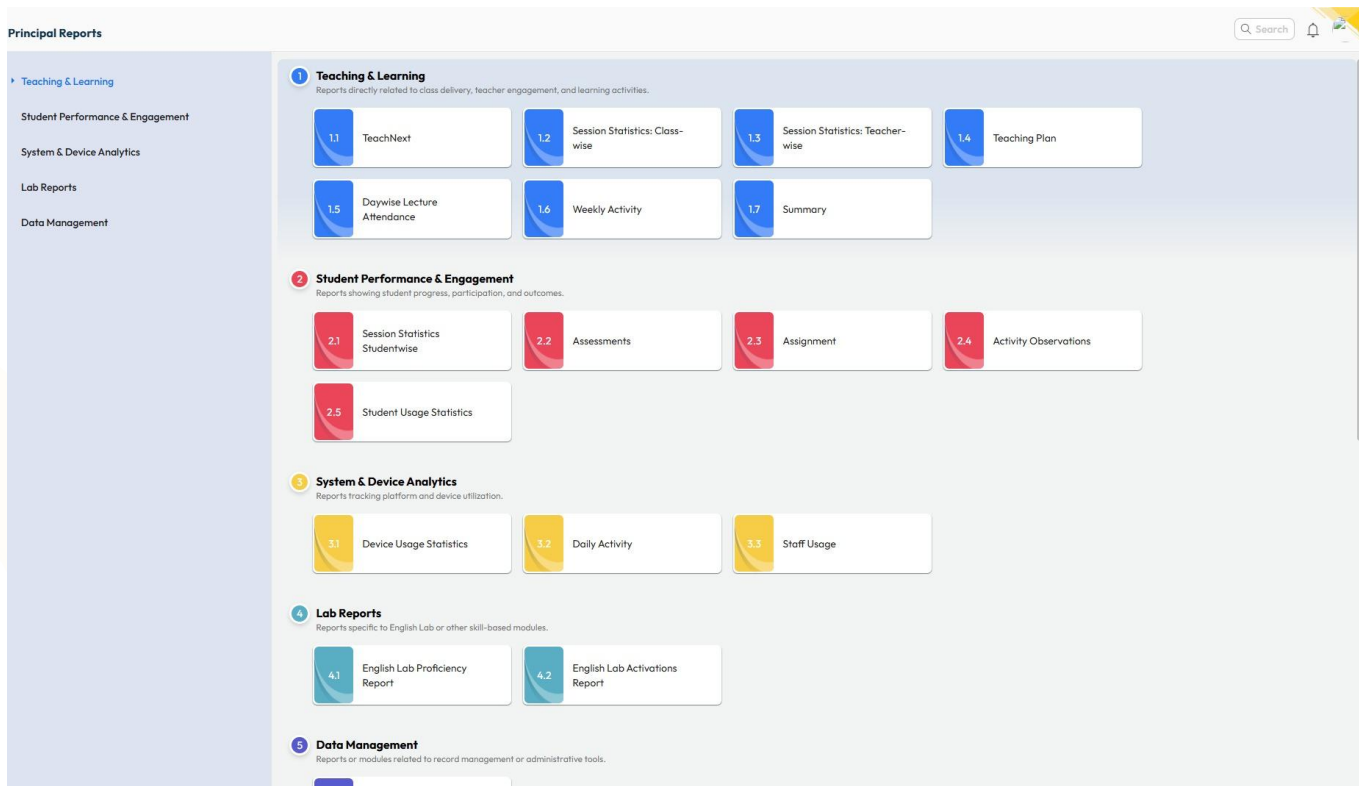 Principal Reports
Search
Teaching & Learning
Student Performance & Engagement
System & Device Analytics
Lab Reports
Data Management
1 Teaching & Learning
Reports directly related to class delivery, teacher engagement, and learning activities.
1.1 TeachNext
1.2 Session Statistics: Class-
wise
1.3 Session Statistics: Teacher-
wise
1.4 Teaching Plan
1.5 Daywise Lecture
Attendance
1.6 Weekly Activity
1.7 Summary
2 Student Performance & Engagement
Reports showing student progress, participation, and outcomes.
2.1 Session Statistics
Studentwise
2.2 Assessments
2.3 Assignment
2.4 Activity Observations
2.5 Student Usage Statistics
3 System & Device Analytics
Reports tracking platform and device utilization.
3.1 Device Usage Statistics
3.2 Daily Activity
3.3 Staff Usage
4 Lab Reports
Reports specific to English Lab or other skill-based modules.
4.1 English Lab Proficiency
Report
4.2 English Lab Activations
Report
5 Data Management
Reports or modules related to record management or administrative tools.